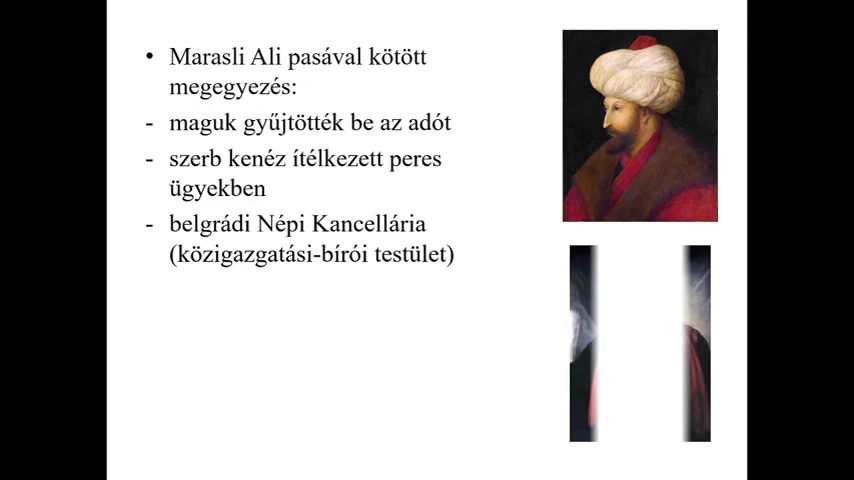 • Marasli Ali pasával kötött
megegyezés:
- maguk gyűjtötték be az adót
- szerb kenéz ítélkezett peres
ügyekben
- belgrádi Népi Kancellária
(közigazgatási-bírói testület)